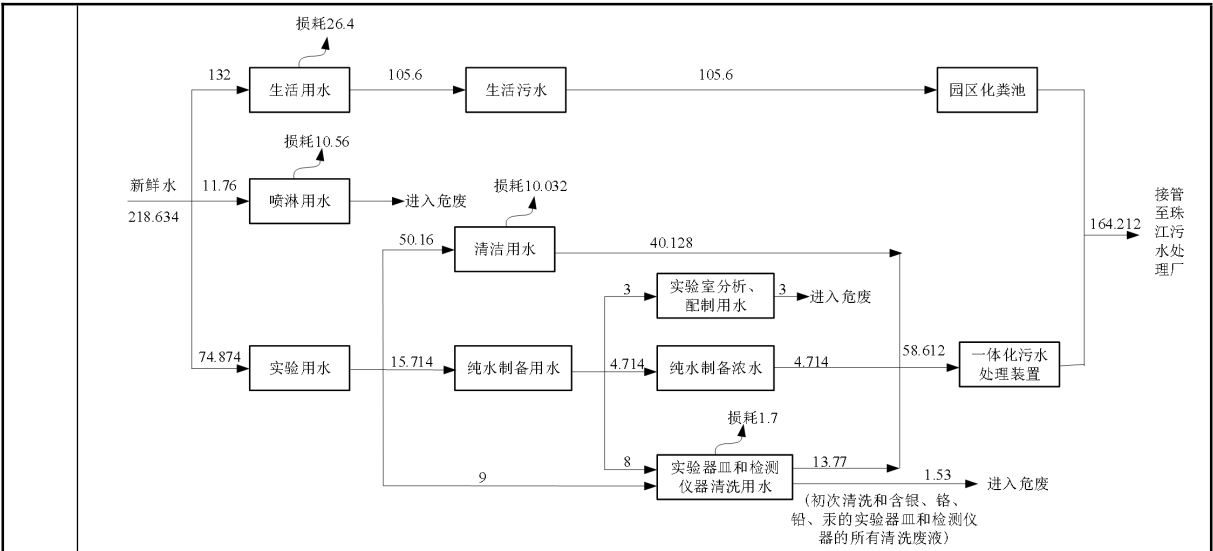 损耗26.4
132
生活用水
105.6
生活污水
105.6
园区化粪池
损耗10.56
新鲜水
218.634
11.76
喷淋用水
进入危废
损耗10.032
50.16
清洁用水
40.128
164.212
接管
至珠
江污
水处
理厂
3
实验室分析、
配制用水
3
进入危废
74.874
实验用水
15.714
纯水制备用水
4.714
纯水制备浓水
4.714
58.612
一体化污水
处理装置
损耗1.7
8
9
实验器皿和检测
仪器清洗用水
13.77
1.53
进入危废
（初次清洗和含银、铬、
铅、汞的实验器皿和检测仪
器的所有清洗废液）